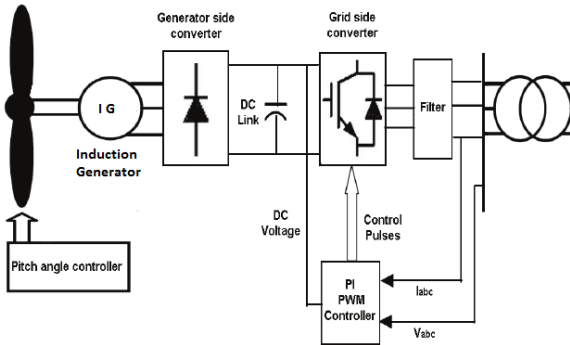 Generator side
converter
Grid side
converter
I G
DC
Link
Filter
Induction
Generator
DC
Voltage
Control
Pulses
Pitch angle controller
PI
PWM
Controller
Iabc
Vabc